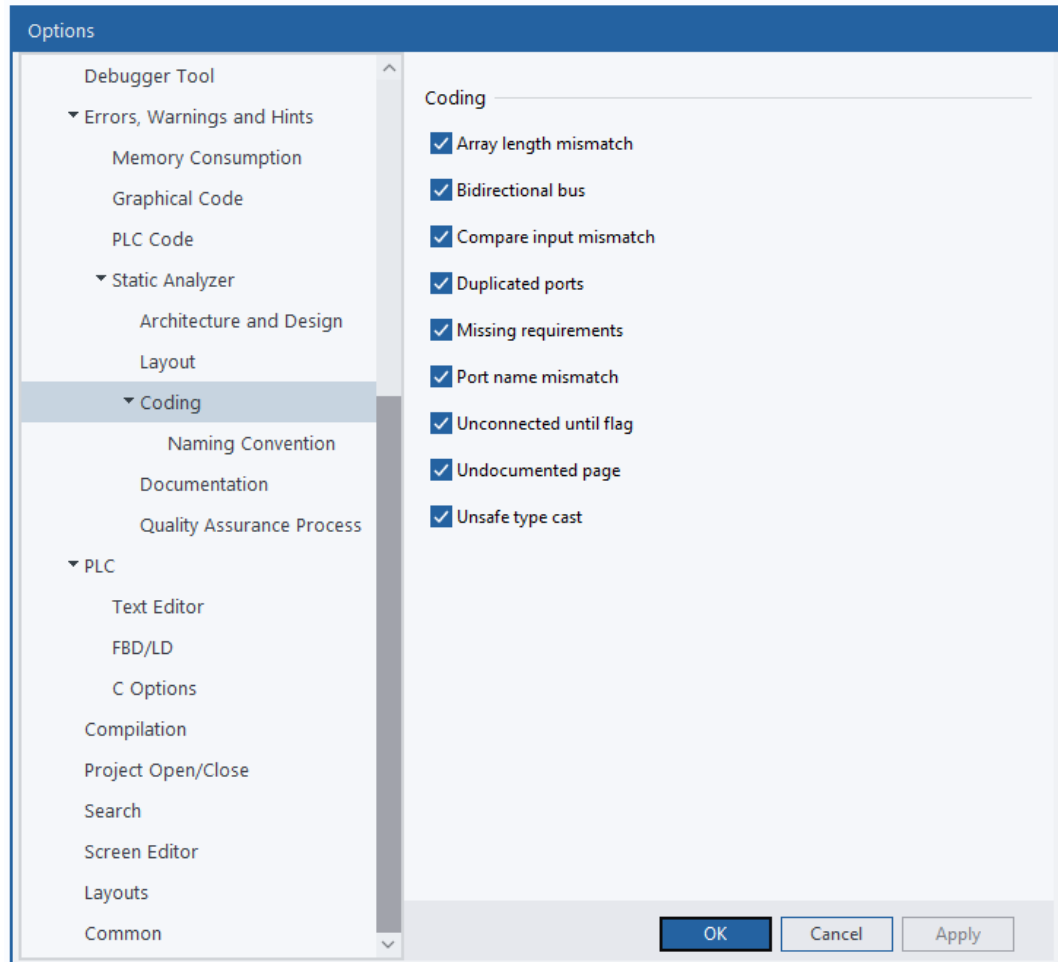 Options
Debugger Tool
Errors, Warnings and Hints
Memory Consumption
Graphical Code
PLC Code
Static Analyzer
Architecture and Design
Layout
Coding
Naming Convention
Documentation
Quality Assurance Process
PLC
Text Editor
FBD/LD
C Options
Compilation
Project Open/Close
Search
Screen Editor
Layouts
Common
Coding
Array length mismatch
Bidirectional bus
Compare input mismatch
Duplicated ports
Missing requirements
Port name mismatch
Unconnected until flag
Undocumented page
Unsafe type cast
OK
Cancel
Apply